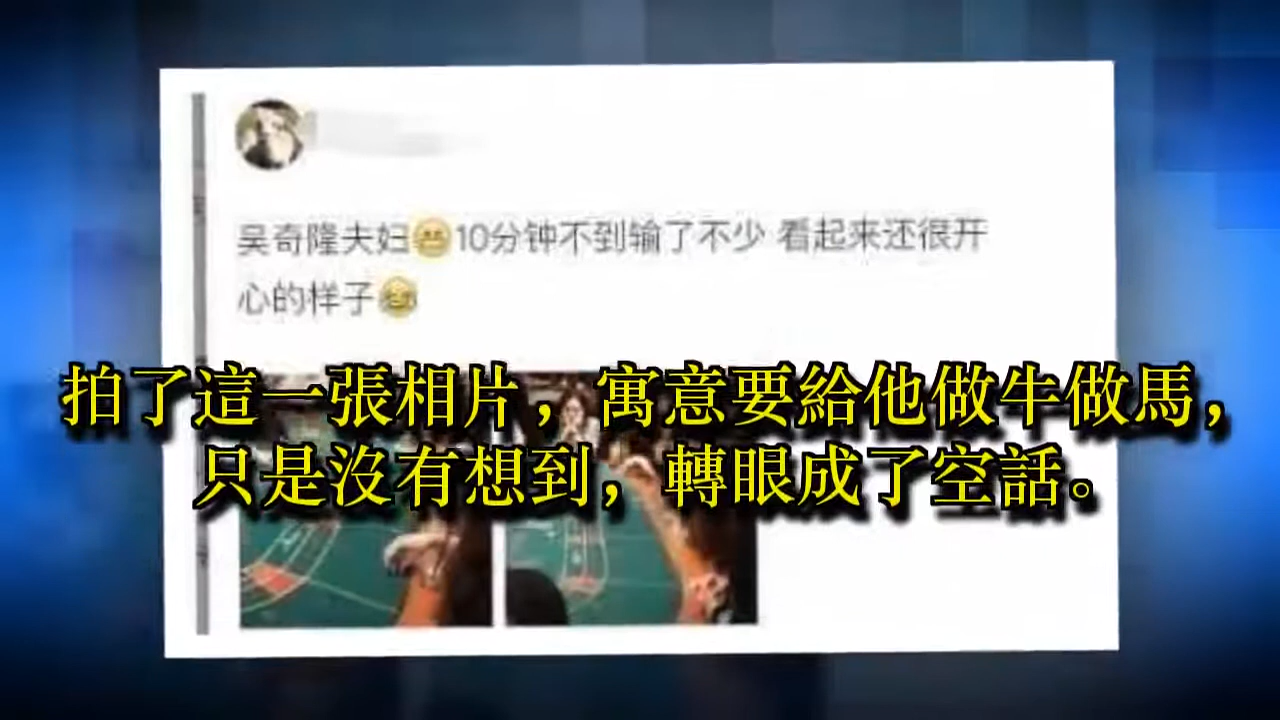 吴奇隆夫妇😁10分钟不到输了不少 看起来还很开
心的样子😂
拍了這一張相片，寓意要給他做牛做馬，
只是沒有想到，轉眼成了空話。